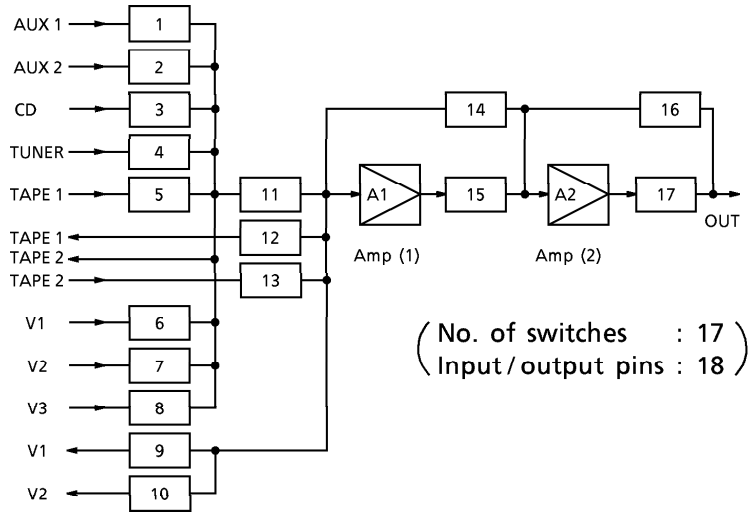 AUX 1 1
AUX 2 2
CD 3 14 16
TUNER 4
TAPE 1 5 11 A1 15 A2 17
OUT
TAPE 1 12
TAPE 2 Amp (1) Amp (2)
TAPE 2 13
V1 6
No. of switches : 17
V2 7
Input/output pins : 18
V3 8
V1 9
V2 10